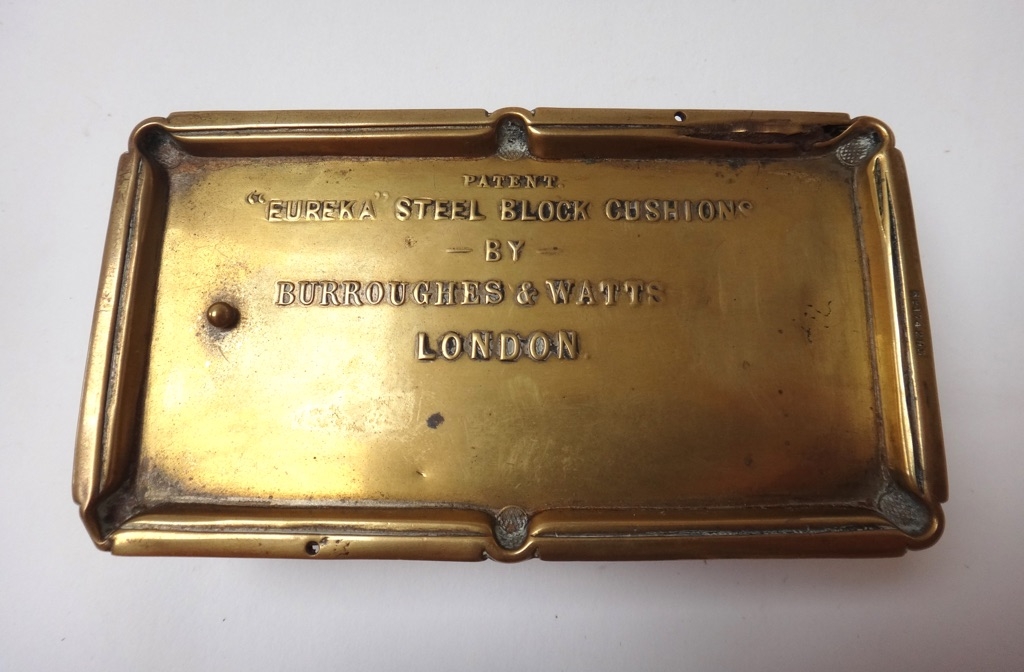 PATENT.
"EUREKA" STEEL BLOCK CUSHIONS
— BY —
BURROUGHES & WATTS
LONDON.